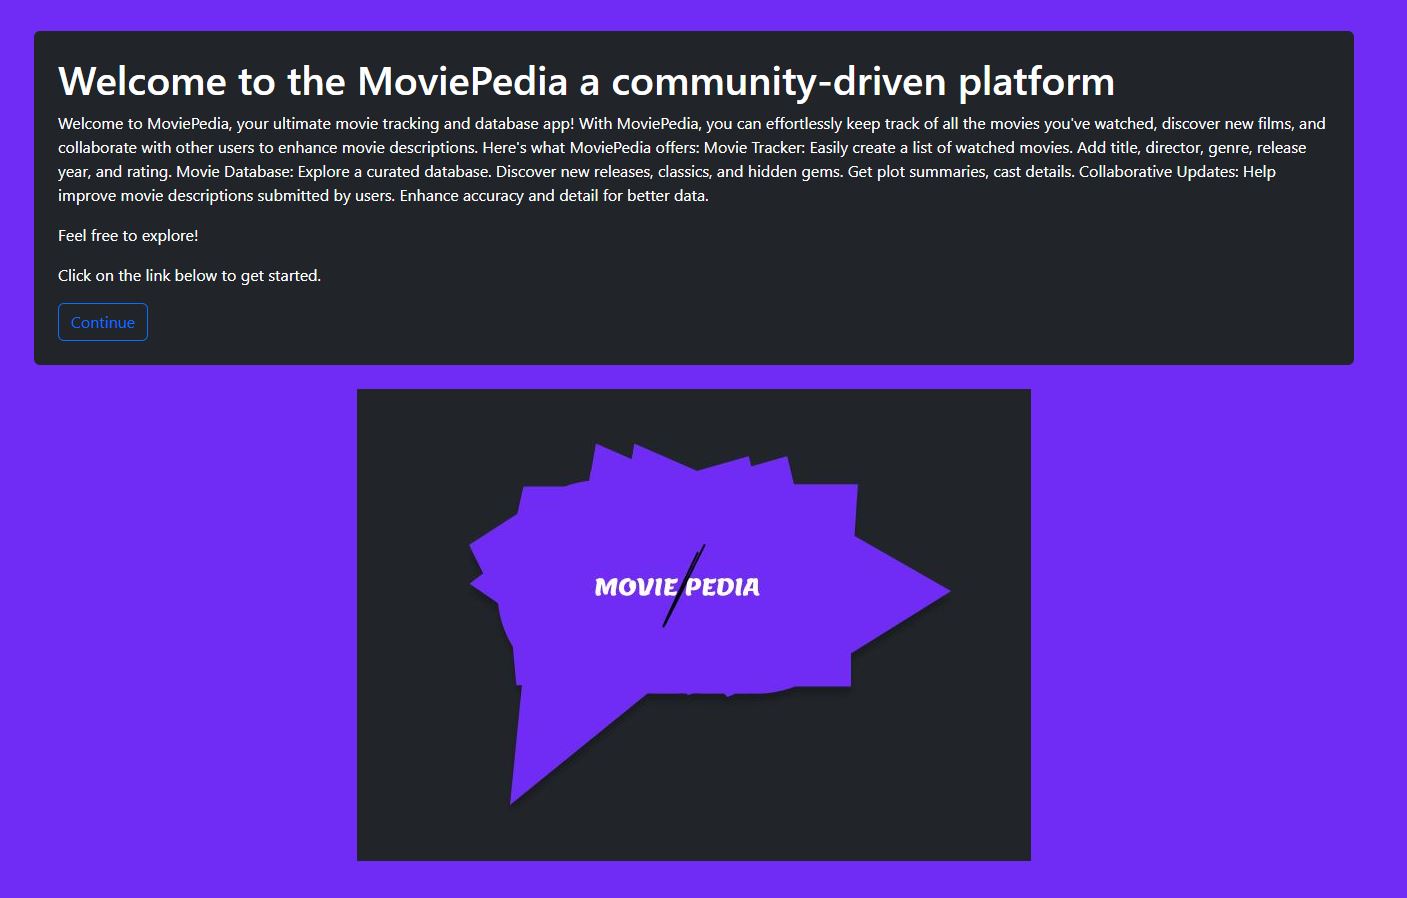 Welcome to the MoviePedia a community-driven platform
Welcome to MoviePedia, your ultimate movie tracking and database app! With MoviePedia, you can effortlessly keep track of all the movies you've watched, discover new films, and
collaborate with other users to enhance movie descriptions. Here's what MoviePedia offers: Movie Tracker: Easily create a list of watched movies. Add title, director, genre, release
year, and rating. Movie Database: Explore a curated database. Discover new releases, classics, and hidden gems. Get plot summaries, cast details. Collaborative Updates: Help
improve movie descriptions submitted by users. Enhance accuracy and detail for better data.
Feel free to explore!
Click on the link below to get started.
Continue
MOVIE PEDIA